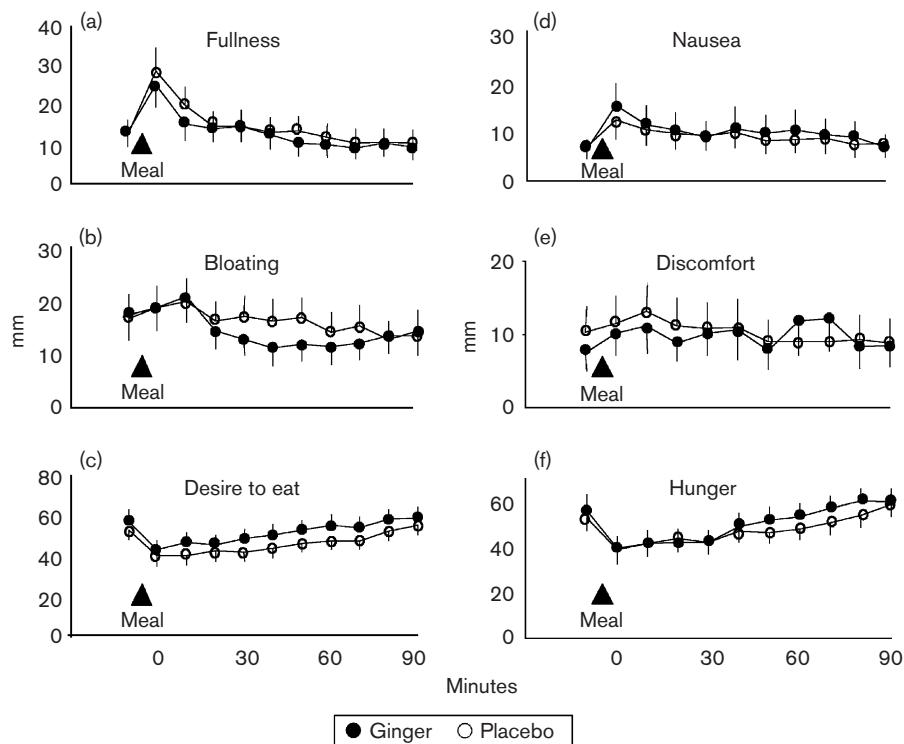 (a)
Fullness
40
30
20
10
0
Meal
(d)
Nausea
30
20
10
0
Meal
(b)
Bloating
30
20
10
0
mm
Meal
(e)
Discomfort
20
10
0
mm
Meal
(c)
Desire to eat
80
60
40
20
0
Meal
0 30 60 90
(f)
Hunger
60
40
20
0
Meal
0 30 60 90
Minutes
Ginger Placebo